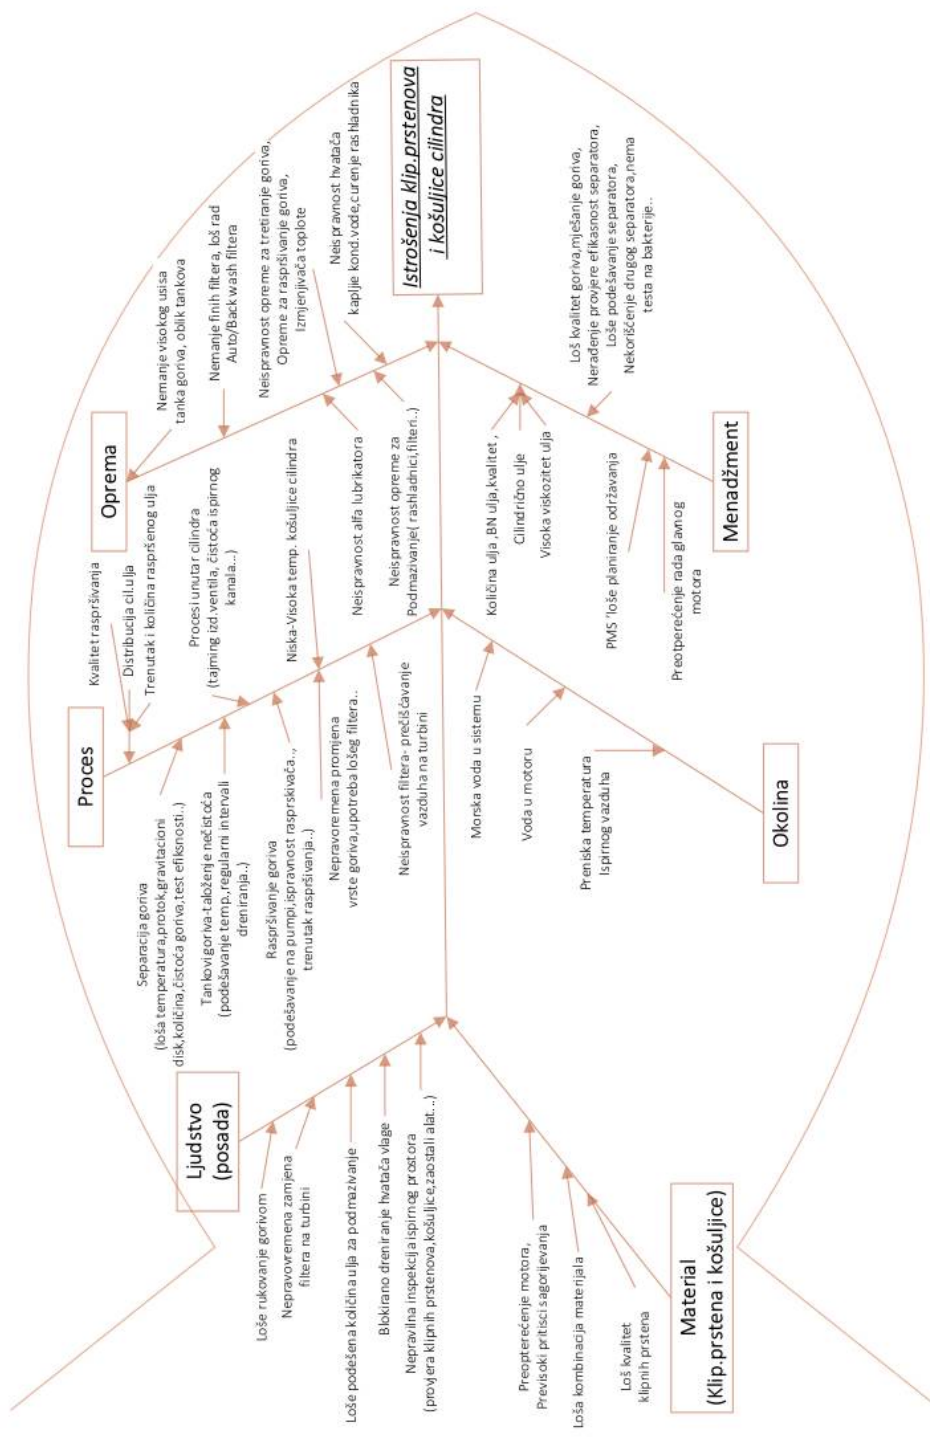 Ljudstvo
(posada)
Loše rukovanje gorivom
Nepravovremena zamjena
filtera na turbini
Loše podešena količina ulja za podmazivanje
Blokirano dreniranje hvatača vlage
Nepravilna inspekcija ispirnog prostora
(provjera klipnih prstenova,košuljice,zaostali alat...)
Proces
Kvalitet raspršivanja
Distribucija cil.ulja
Trenutak i količina raspršenog ulja
Separacija goriva
(loša temperatura,protok,gravitacioni
disk,količina,čistoća goriva,test efiksnosti..)
Procesi unutar cilindra
(tajming izd.ventila, čistoća ispirnog
kanala...)
Tankovi goriva-taloženje nečistoća
(podešavanje temp.,regularni intervali
dreniranja..)
Niska-Visoka temp. košuljice cilindra
Raspršivanje goriva
(podešavanje na pumpi,ispravnost rasprskivača..,
trenutak raspršivanja..)
Nepravoremena promjena
vrste goriva,upotreba lošeg filtera..
Neispravnost filtera- prečišćavanje
vazduha na turbini
Oprema
Nemanje visokog usisa
tanka goriva, oblik tankova
Nemanje finih filtera, loš rad
Auto/Back wash filtera
Neispravnost opreme za tretiranje goriva,
Opreme za raspršivanje goriva,
Izmjenjivača toplote
Neispravnost hvatača
kapljie kond.vode,curenje rashladnika
Neispravnost alfa lubrikatora
Neispravnost opreme za
Podmazivanje( rashladnici,filteri..)
Istrošenja klip.prstenova
i košuljice cilindra
Preopterećenje motora,
Previsoki pritisci sagorijevanja
Loša kombinacija materijala
Loš kvalitet
klipnih prstena
Material
(Klip.prstena i košuljice)
Morska voda u sistemu
Voda u motoru
Preniska temperatura
Ispirnog vazduha
Okolina
Količina ulja ,BN ulja,kvalitet ,
Cilindrično ulje
Visoka viskozitet ulja
Loš kvalitet goriva,mješanje goriva,
Nerađenje provjere efikasnost separatora,
Loše podešavanje separatora,
Nekorišćenje drugog separatora,nema
testa na bakterije..
PMS 'loše planiranje održavanja
Preotperećenje rada glavnog
motora
Menadžment